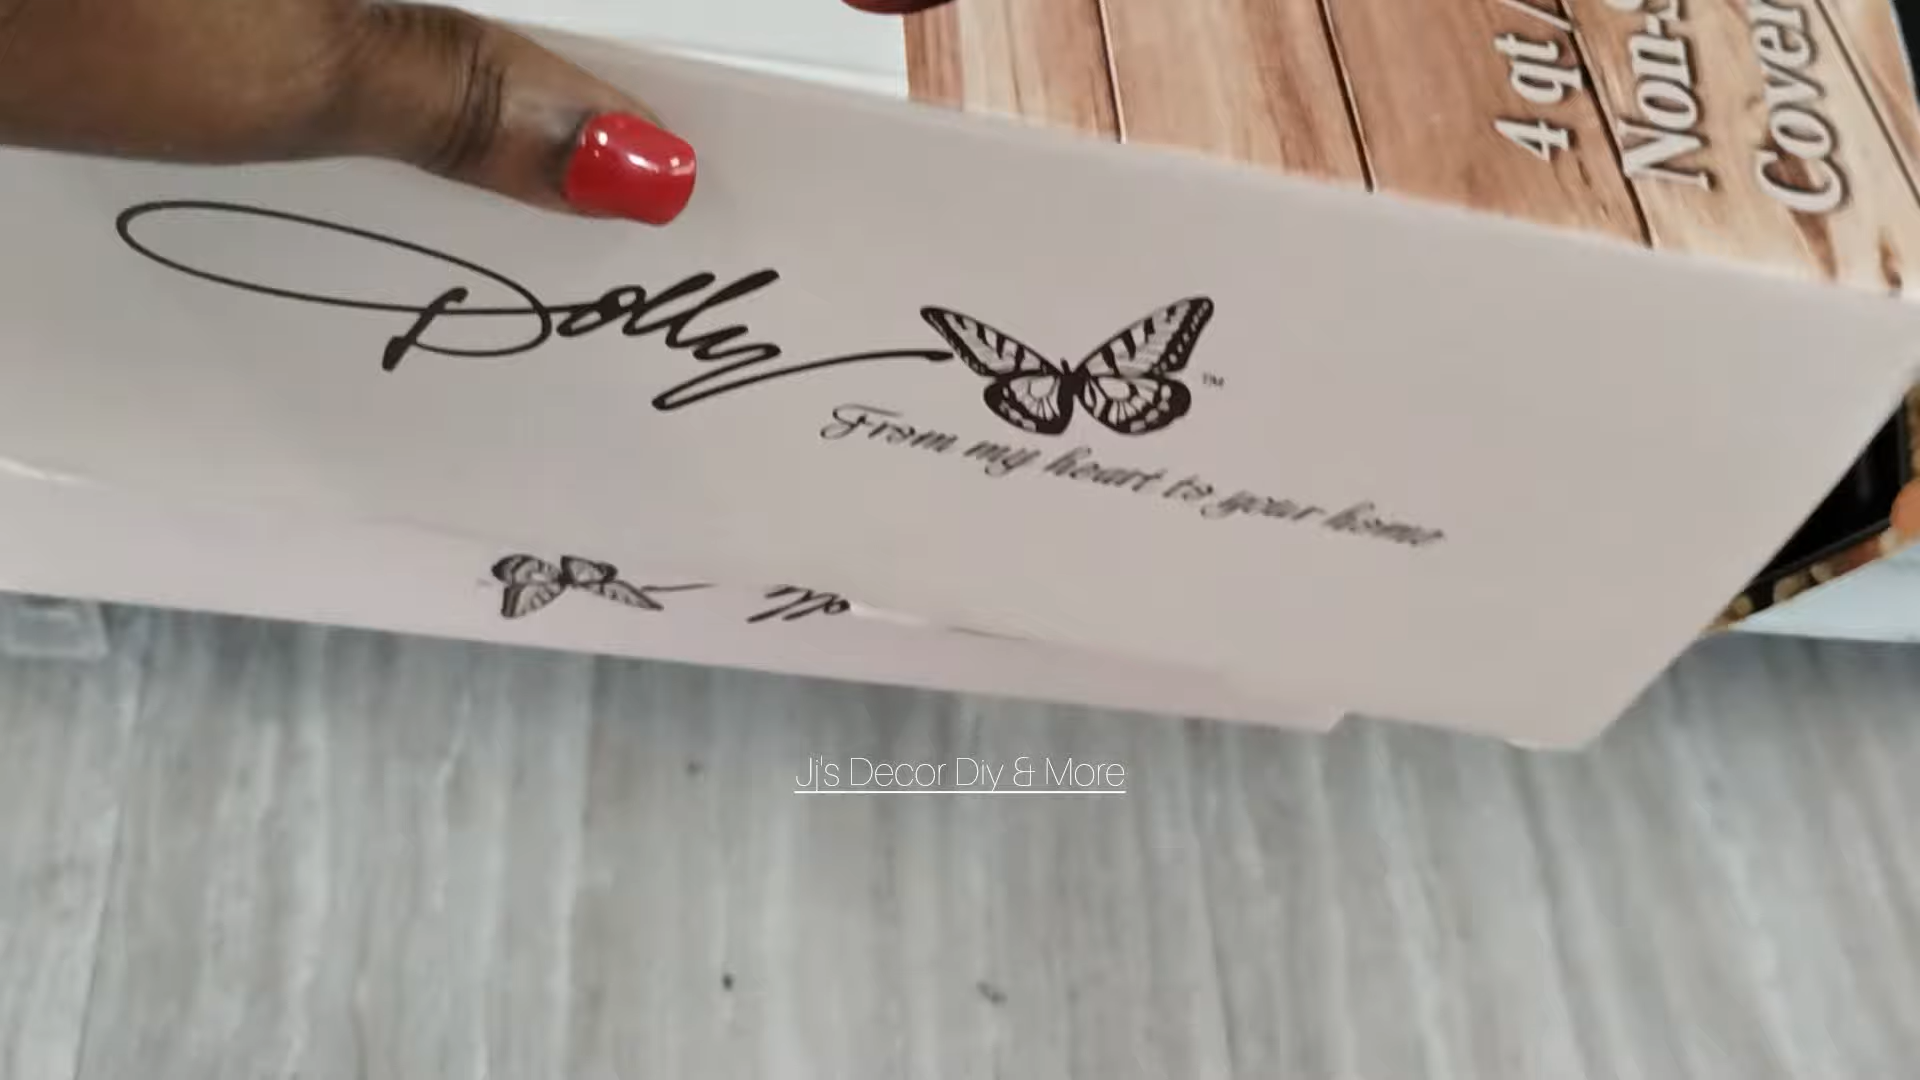 4 qt/
Non-S
Cover
Dolly
TM
From my heart to your home
Jj's Decor Diy & More